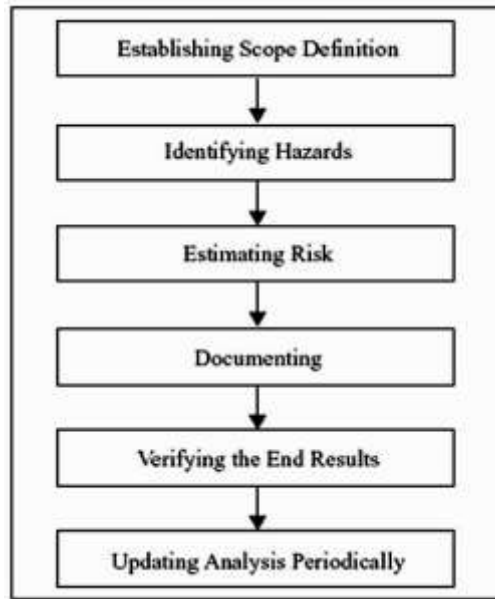 Establishing Scope Definition
Identifying Hazards
Estimating Risk
Documenting
Verifying the End Results
Updating Analysis Periodically